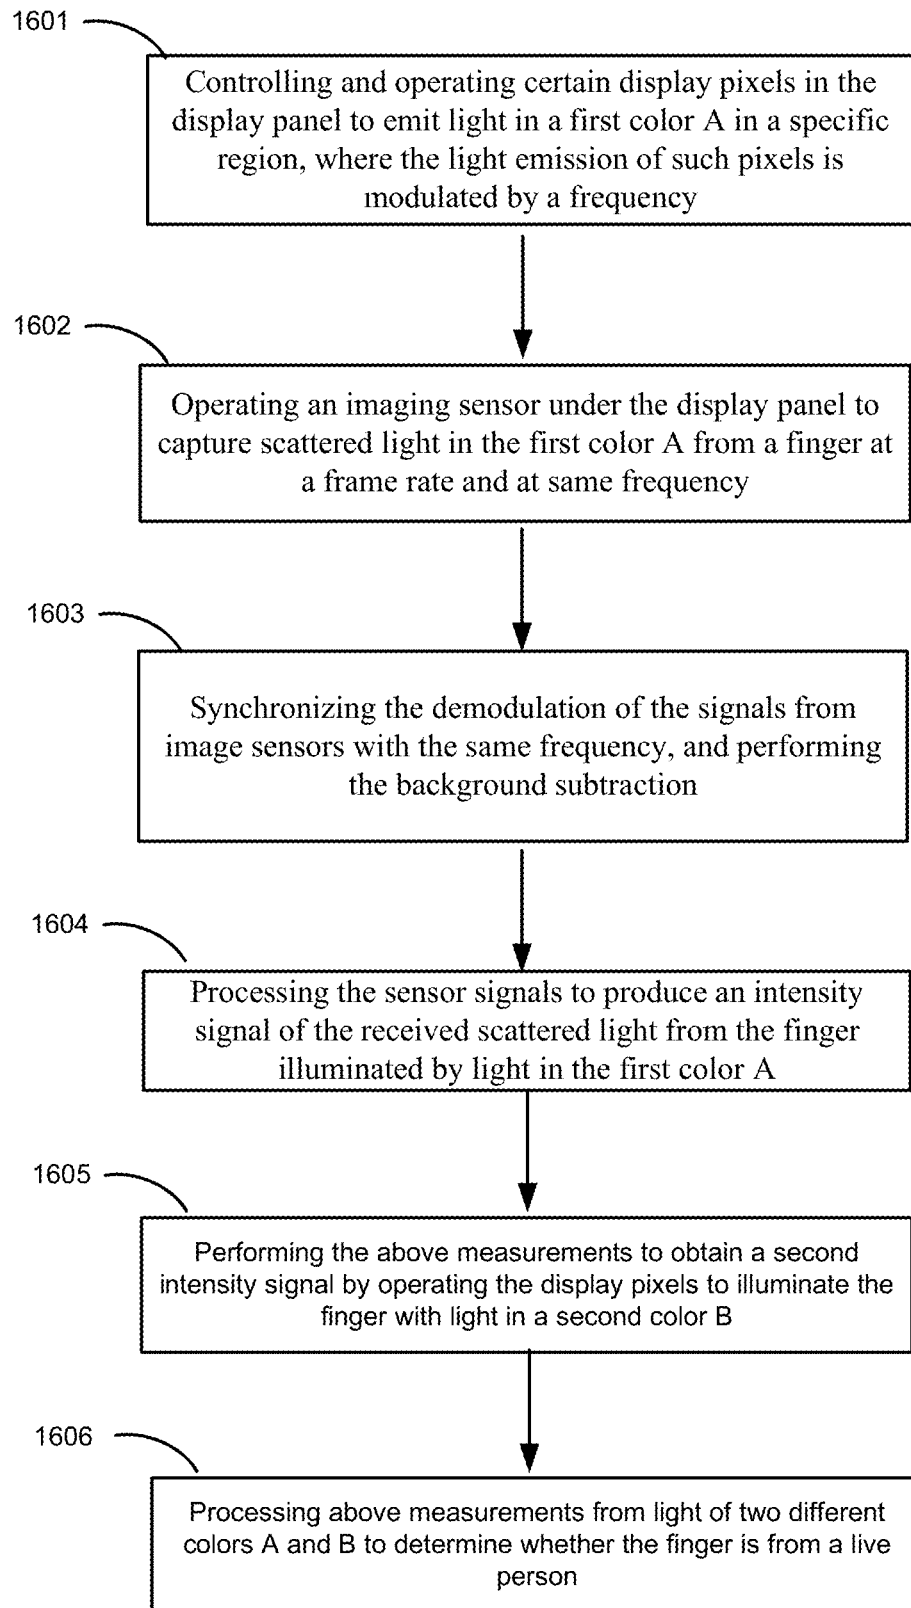 1601
Controlling and operating certain display pixels in the
display panel to emit light in a first color A in a specific
region, where the light emission of such pixels is
modulated by a frequency
1602
Operating an imaging sensor under the display panel to
capture scattered light in the first color A from a finger at
a frame rate and at same frequency
1603
Synchronizing the demodulation of the signals from
image sensors with the same frequency, and performing
the background subtraction
1604
Processing the sensor signals to produce an intensity
signal of the received scattered light from the finger
illuminated by light in the first color A
1605
Performing the above measurements to obtain a second
intensity signal by operating the display pixels to illuminate the
finger with light in a second color B
1606
Processing above measurements from light of two different
colors A and B to determine whether the finger is from a live
person